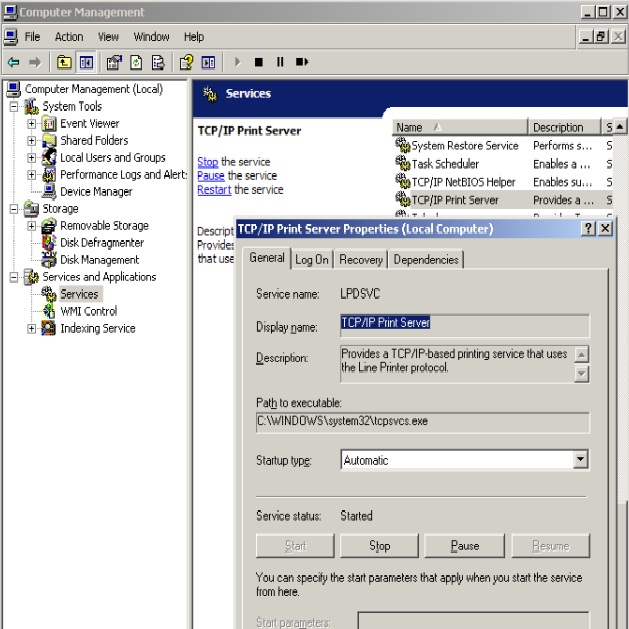 Computer Management
File Action View Window Help
Computer Management (Local)
System Tools
Event Viewer
Shared Folders
Local Users and Groups
Performance Logs and Alert:
Device Manager
Storage
Removable Storage
Disk Defragmenter
Disk Management
Services and Applications
Services
WMI Control
Indexing Service
Services
TCP/IP Print Server
Stop the service
Pause the service
Restart the service
Descript
Provides
that use
Name Description S
System Restore Service Performs s... S
Task Scheduler Enables a ... S
TCP/IP NetBIOS Helper Enables su... S
TCP/IP Print Server Provides a ... S
TCP/IP Print Server Properties (Local Computer)
General Log On Recovery Dependencies
Service name: LPDSVC
Display name: TCP/IP Print Server
Description: Provides a TCP/IP-based printing service that uses
the Line Printer protocol.
Path to executable:
C:\WINDOWS\system32\tcpsvcs.exe
Startup type: Automatic
Service status: Started
Start Stop Pause Resume
You can specify the start parameters that apply when you start the service
from here.
Start parameters: